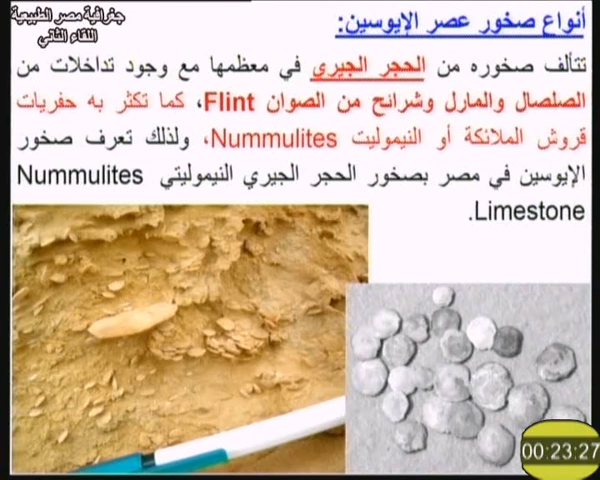 جغرافية مصر الطبيعية
اللقاء الثاني
أنواع صخور عصر الإيوسين:
تتألف صخوره من الحجر الجيري في معظمها مع وجود تداخلات من
الصلصال والمارل وشرائح من الصوان Flint، كما تكثر به حفريات
قروش الملائكة أو النيموليت Nummulites، ولذلك تعرف صخور
الإيوسين في مصر بصخور الحجر الجيري النيموليتي Nummulites
Limestone.
00:23:27